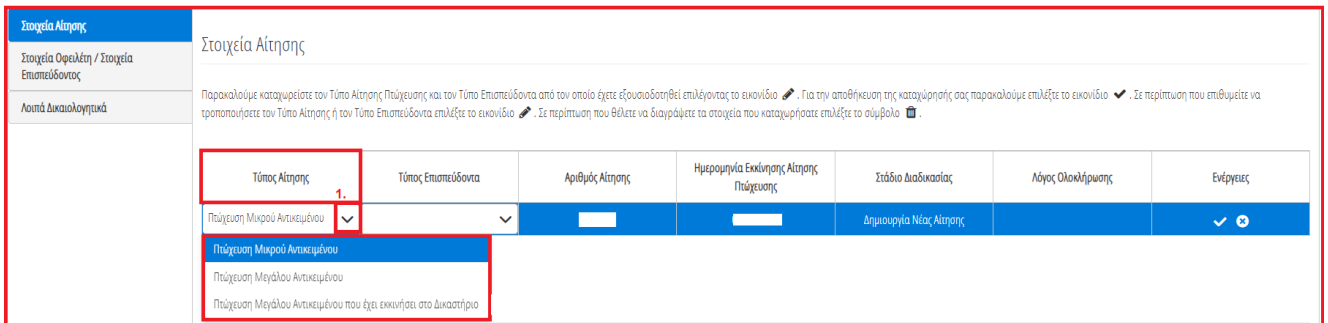 Στοιχεία Αίτησης
Στοιχεία Οφειλέτη / Στοιχεία
Επισπεύδοντος
Λοιπά Δικαιολογητικά
Στοιχεία Αίτησης
Παρακαλούμε καταχωρείστε τον Τύπο Αίτησης Πτώχευσης και τον Τύπο Επισπεύδοντα από τον οποίο έχετε εξουσιοδοτηθεί επιλέγοντας το εικονίδιο . Για την αποθήκευση της καταχώρησής σας παρακαλούμε επιλέξτε το εικονίδιο . Σε περίπτωση που επιθυμείτε να
τροποποιήσετε τον Τύπο Αίτησης ή τον Τύπο Επισπεύδοντα επιλέξτε το εικονίδιο . Σε περίπτωση που θέλετε να διαγράψετε τα στοιχεία που καταχωρήσατε επιλέξτε το σύμβολο .
Τύπος Αίτησης
1.
Τύπος Επισπεύδοντα
Αριθμός Αίτησης
Ημερομηνία Εκκίνησης Αίτησης
Πτώχευσης
Στάδιο Διαδικασίας
Λόγος Ολοκλήρωσης
Ενέργειες
Πτώχευση Μικρού Αντικειμένου
Δημιουργία Νέας Αίτησης
Πτώχευση Μικρού Αντικειμένου
Πτώχευση Μεγάλου Αντικειμένου
Πτώχευση Μεγάλου Αντικειμένου που έχει εκκινήσει στο Δικαστήριο